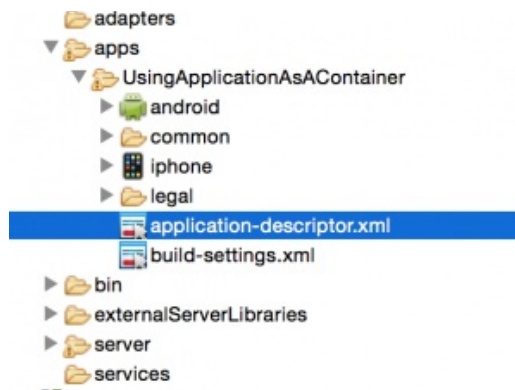 adapters
apps
UsingApplicationAsAContainer
android
common
iphone
legal
application-descriptor.xml
build-settings.xml
bin
externalServerLibraries
server
services